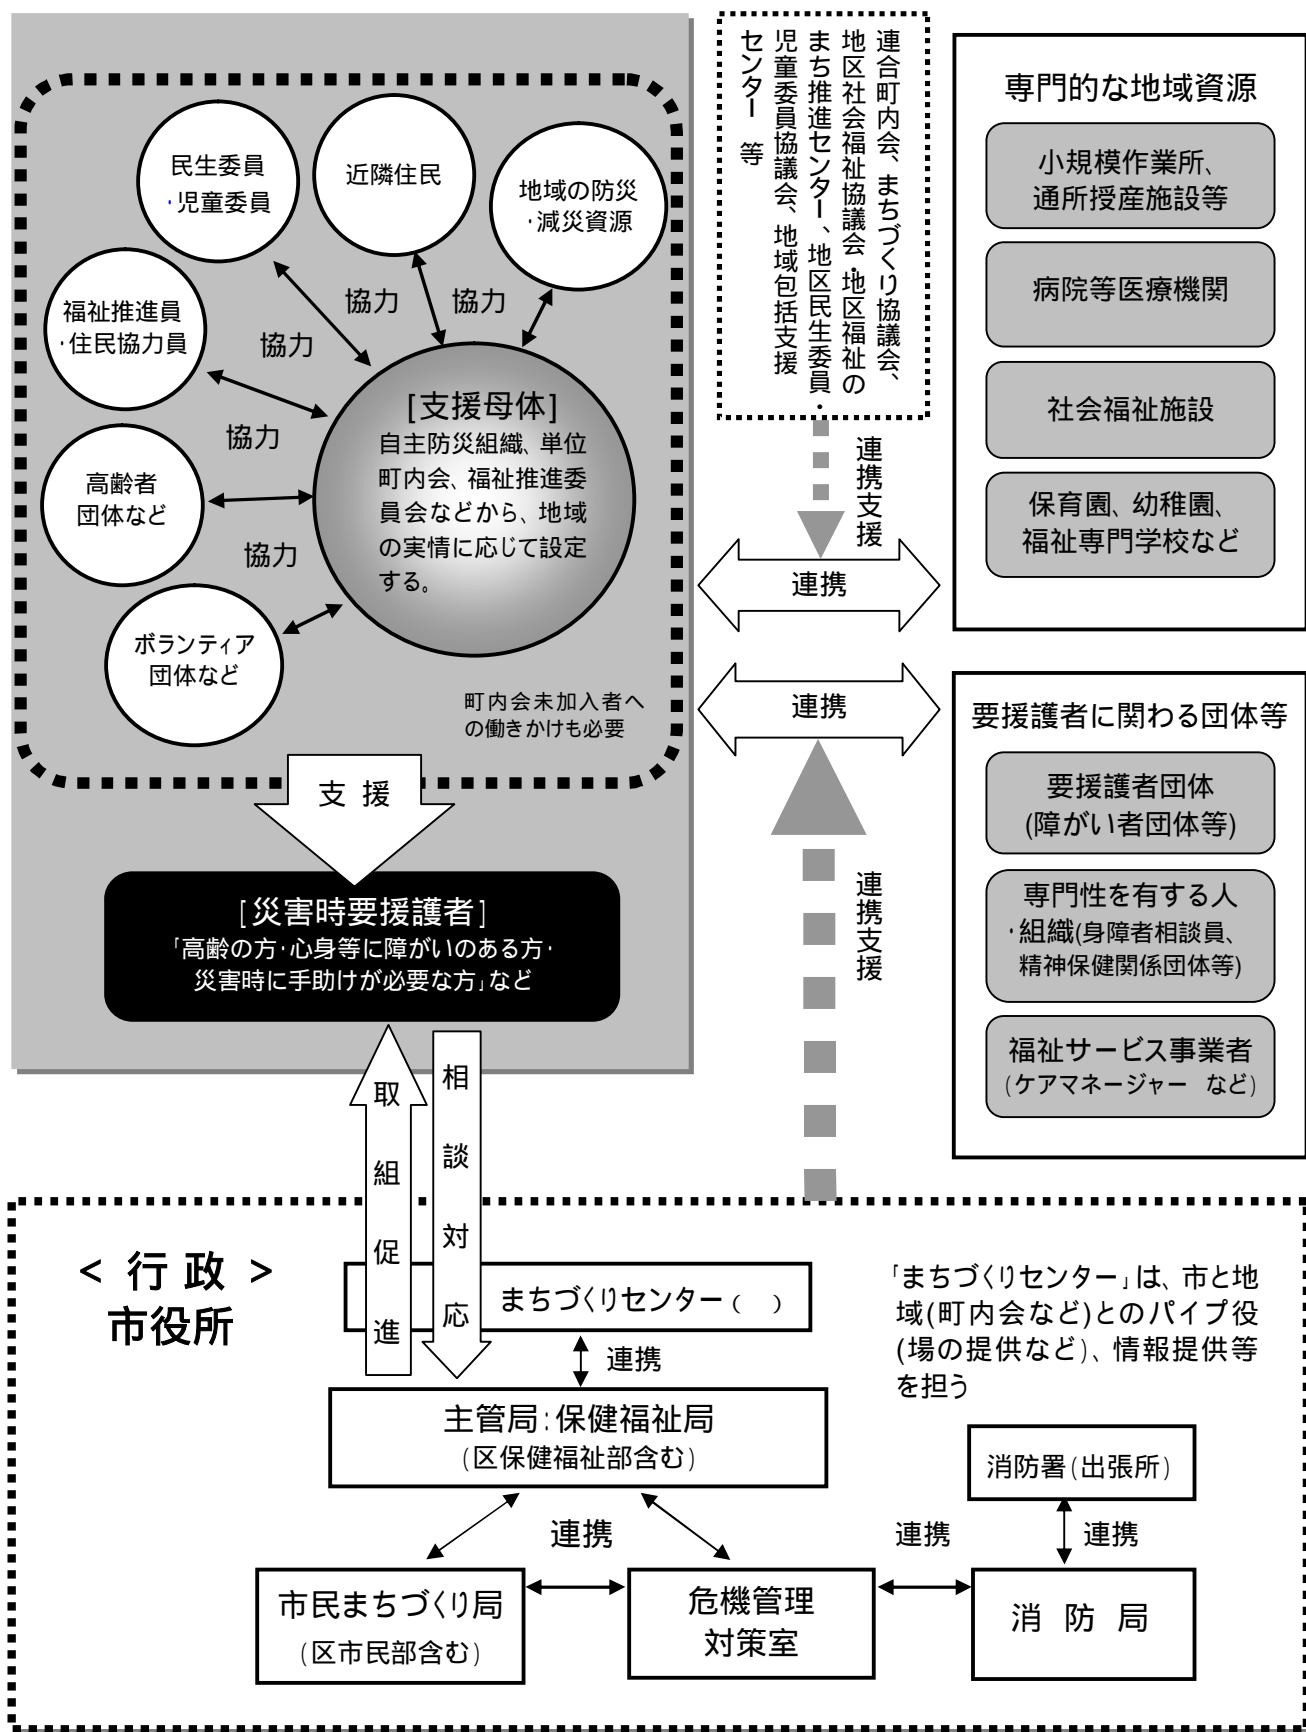 民生委員
・児童委員
近隣住民
地域の防災
・減災資源
福祉推進員
・住民協力員
高齢者
団体など
ボランティア
団体など
協力
協力
協力
協力
協力
[支援母体]
自主防災組織、単位
町内会、福祉推進委
員会などから、地域
の実情に応じて設定
する。
町内会未加入者へ
の働きかけも必要
支 援
[災害時要援護者]
「高齢の方・心身等に障がいのある方・
災害時に手助けが必要な方」など
連合町内会、まちづくり協議会、
地区社会福祉協議会・地区福祉の
まち推進センター、地区民生委員・
児童委員協議会、地域包括支援
センター 等
連携支援
連携
連携
連携支援
専門的な地域資源
小規模作業所、
通所授産施設等
病院等医療機関
社会福祉施設
保育園、幼稚園、
福祉専門学校など
要援護者に関わる団体等
要援護者団体
(障がい者団体等)
専門性を有する人
・組織(身障者相談員、
精神保健関係団体等)
福祉サービス事業者
(ケアマネージャー など)
取組促進
相談対応
< 行 政 >
市役所
まちづくりセンター( )
連携
主管局:保健福祉局
(区保健福祉部含む)
連携
市民まちづくり局
(区市民部含む)
危機管理
対策室
連携
消 防 局
連携
消防署(出張所)
「まちづくりセンター」は、市と地
域(町内会など)とのパイプ役
(場の提供など)、情報提供等
を担う